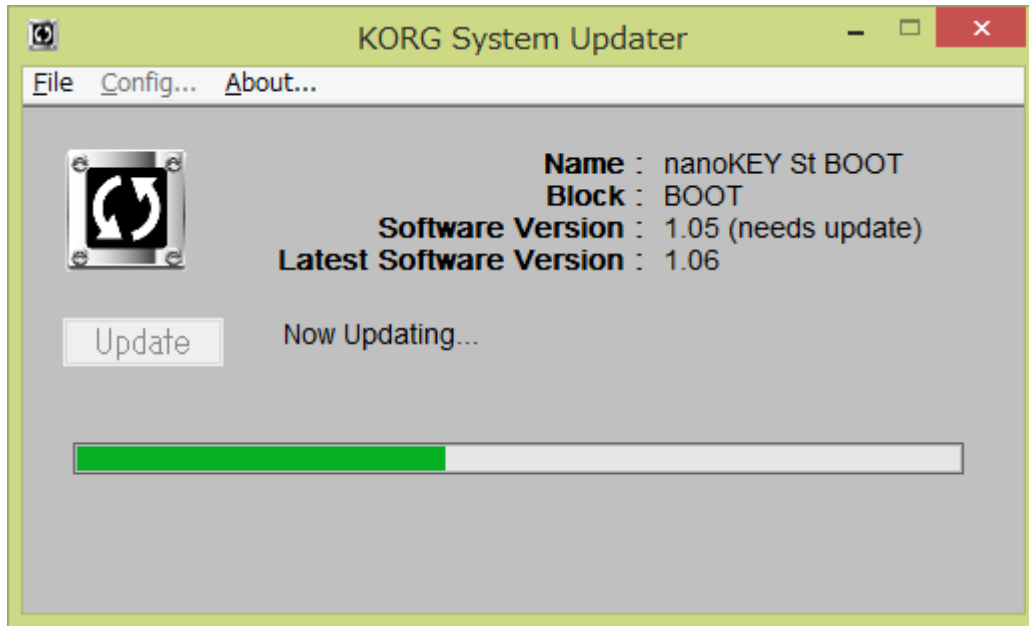 KORG System Updater
File Config... About...
Name : nanoKEY St BOOT
Block : BOOT
Software Version : 1.05 (needs update)
Latest Software Version : 1.06
Update
Now Updating...